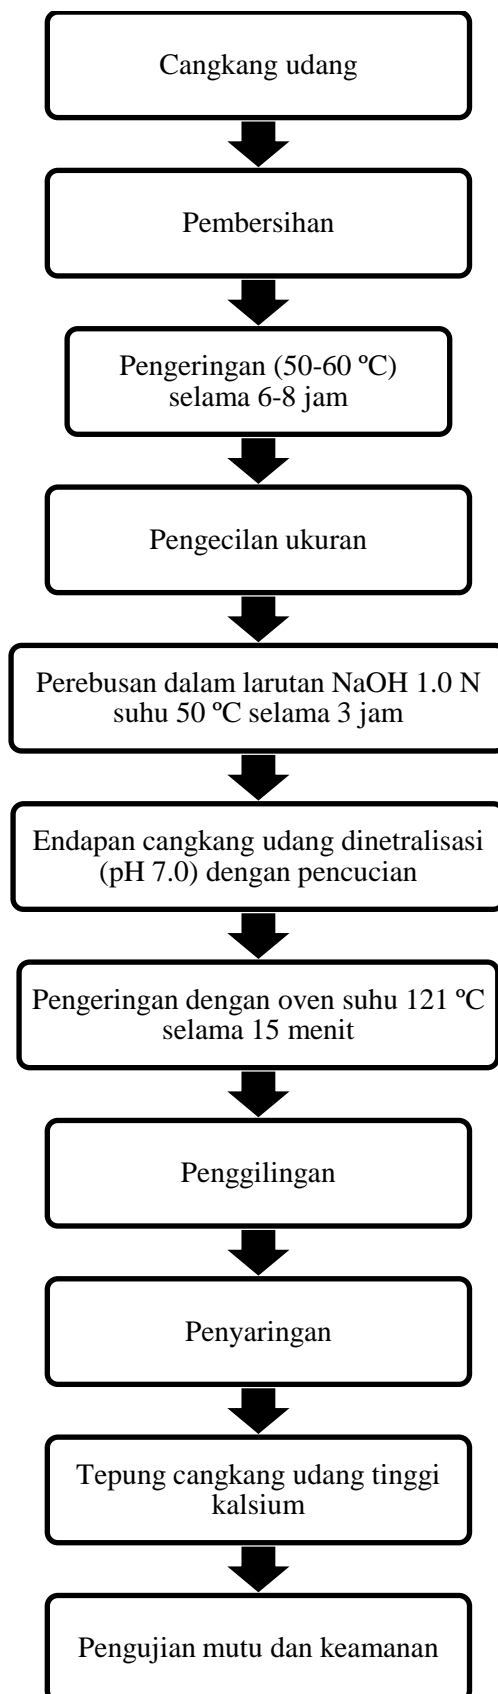 Cangkang udang
Pembersihan
Pengeringan (50-60 ºC)
selama 6-8 jam
Pengecilan ukuran
Perebusan dalam larutan NaOH 1.0 N
suhu 50 ºC selama 3 jam
Endapan cangkang udang dinetralisasi
(pH 7.0) dengan pencucian
Pengeringan dengan oven suhu 121 ºC
selama 15 menit
Penggilingan
Penyaringan
Tepung cangkang udang tinggi
kalsium
Pengujian mutu dan keamanan